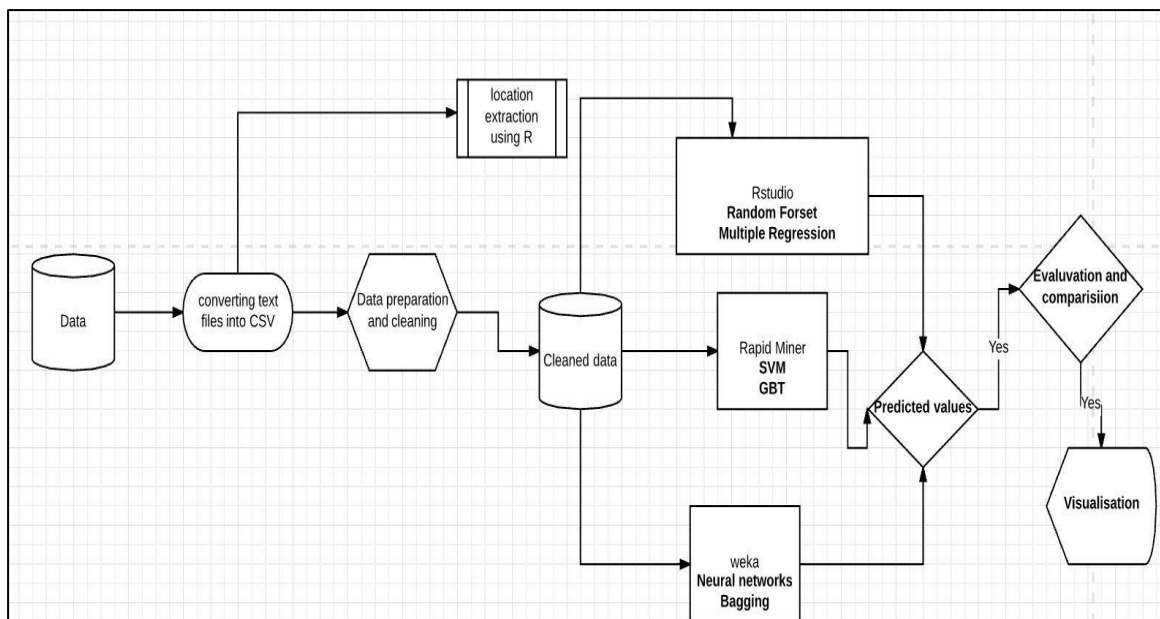 location
extraction
using R
Rstudio
Random Forset
Multiple Regression
Data
converting text
files into CSV
Data preparation
and cleaning
Cleaned data
Rapid Miner
SVM
GBT
Predicted values
Yes
Evaluvation and
comparisiion
Yes
Visualisation
weka
Neural networks
Bagging